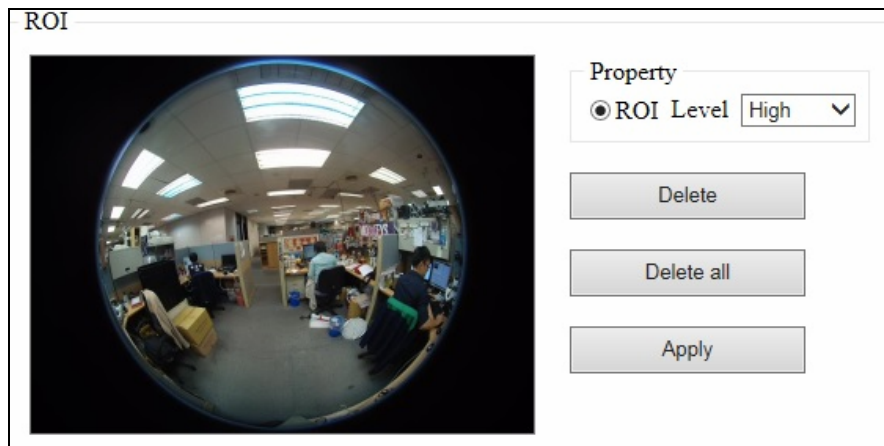 ROI
Property
ROI Level High
Delete
Delete all
Apply